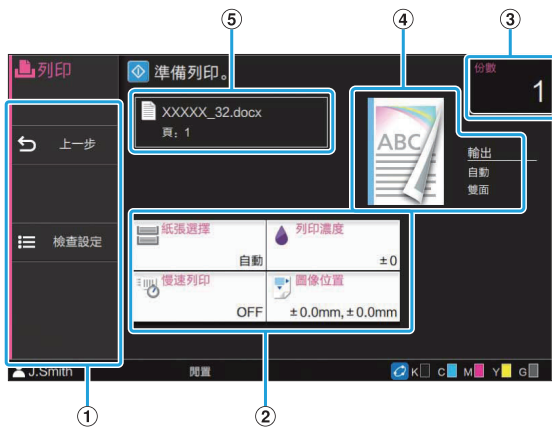 ⑤
④
③
列印
準備列印。
份數
1
XXXXX_32.docx
頁：1
ABC
輸出
自動
雙面
上一步
檢查設定
紙張選擇
自動
列印濃度
±0
慢速列印
OFF
圖像位置
±0.0mm, ±0.0mm
J.Smith
閒置
K C M Y G
①
②